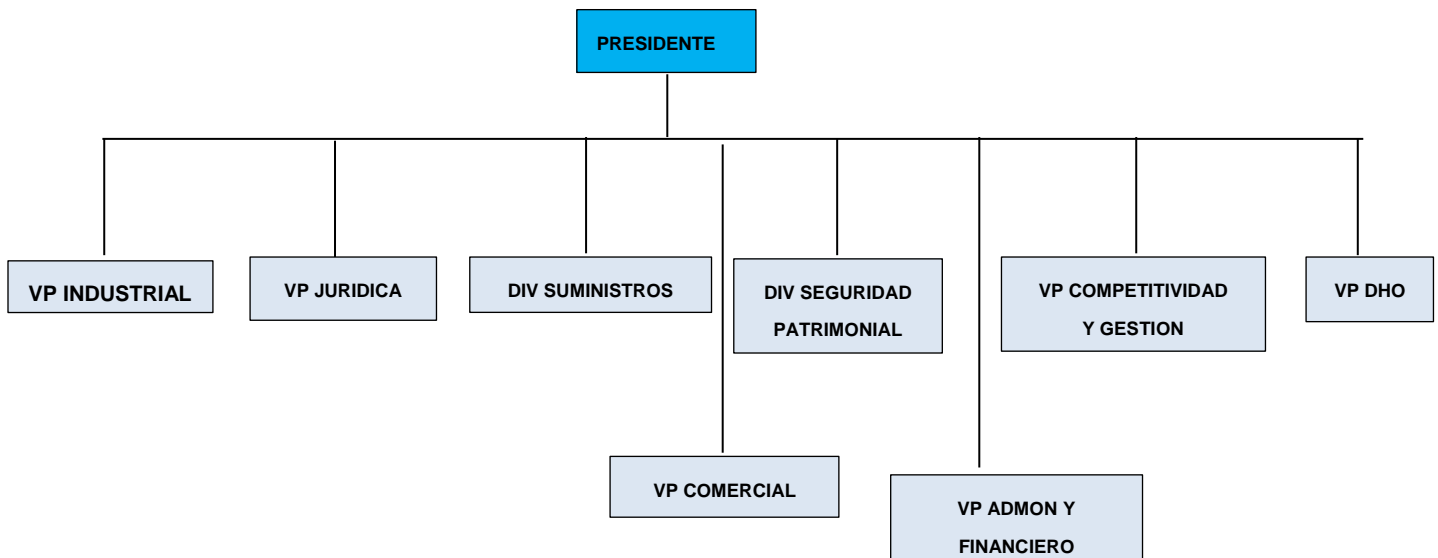 PRESIDENTE
VP INDUSTRIAL
VP JURIDICA
DIV SUMINISTROS
DIV SEGURIDAD
PATRIMONIAL
VP COMPETITIVIDAD
Y GESTION
VP DHO
VP COMERCIAL
VP ADMON Y
FINANCIERO